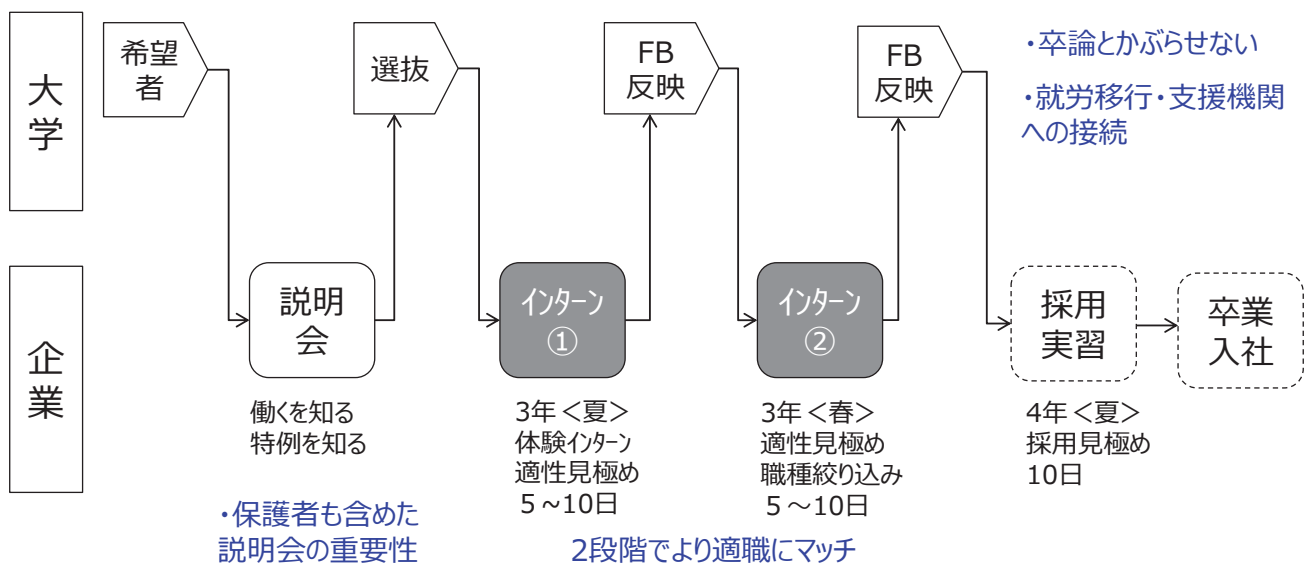 大学
希望
者
選抜
FB
反映
FB
反映
・卒論とかぶらせない
・就労移行・支援機関
への接続
企業
説明
会
インターン
①
インターン
②
採用
実習
卒業
入社
働くを知る
特例を知る
3年<夏>
体験インターン
適性見極め
5~10日
3年<春>
適性見極め
職種絞り込み
5~10日
4年<夏>
採用見極め
10日
・保護者も含めた
説明会の重要性
2段階でより適職にマッチ